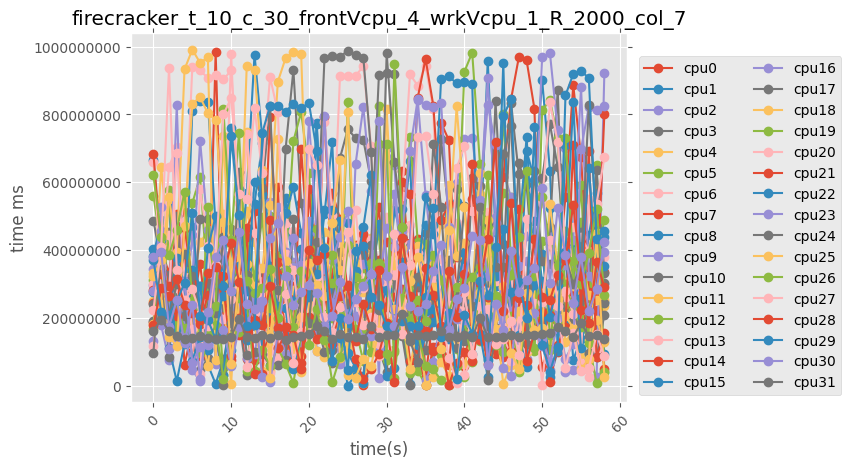 firecracker_t_10_c_30_frontVcpu_4_wrkVcpu_1_R_2000_col_7
time ms
1000000000
800000000
600000000
400000000
200000000
0
0
10
20
30
40
50
60
time(s)
cpu0
cpu1
cpu2
cpu3
cpu4
cpu5
cpu6
cpu7
cpu8
cpu9
cpu10
cpu11
cpu12
cpu13
cpu14
cpu15
cpu16
cpu17
cpu18
cpu19
cpu20
cpu21
cpu22
cpu23
cpu24
cpu25
cpu26
cpu27
cpu28
cpu29
cpu30
cpu31